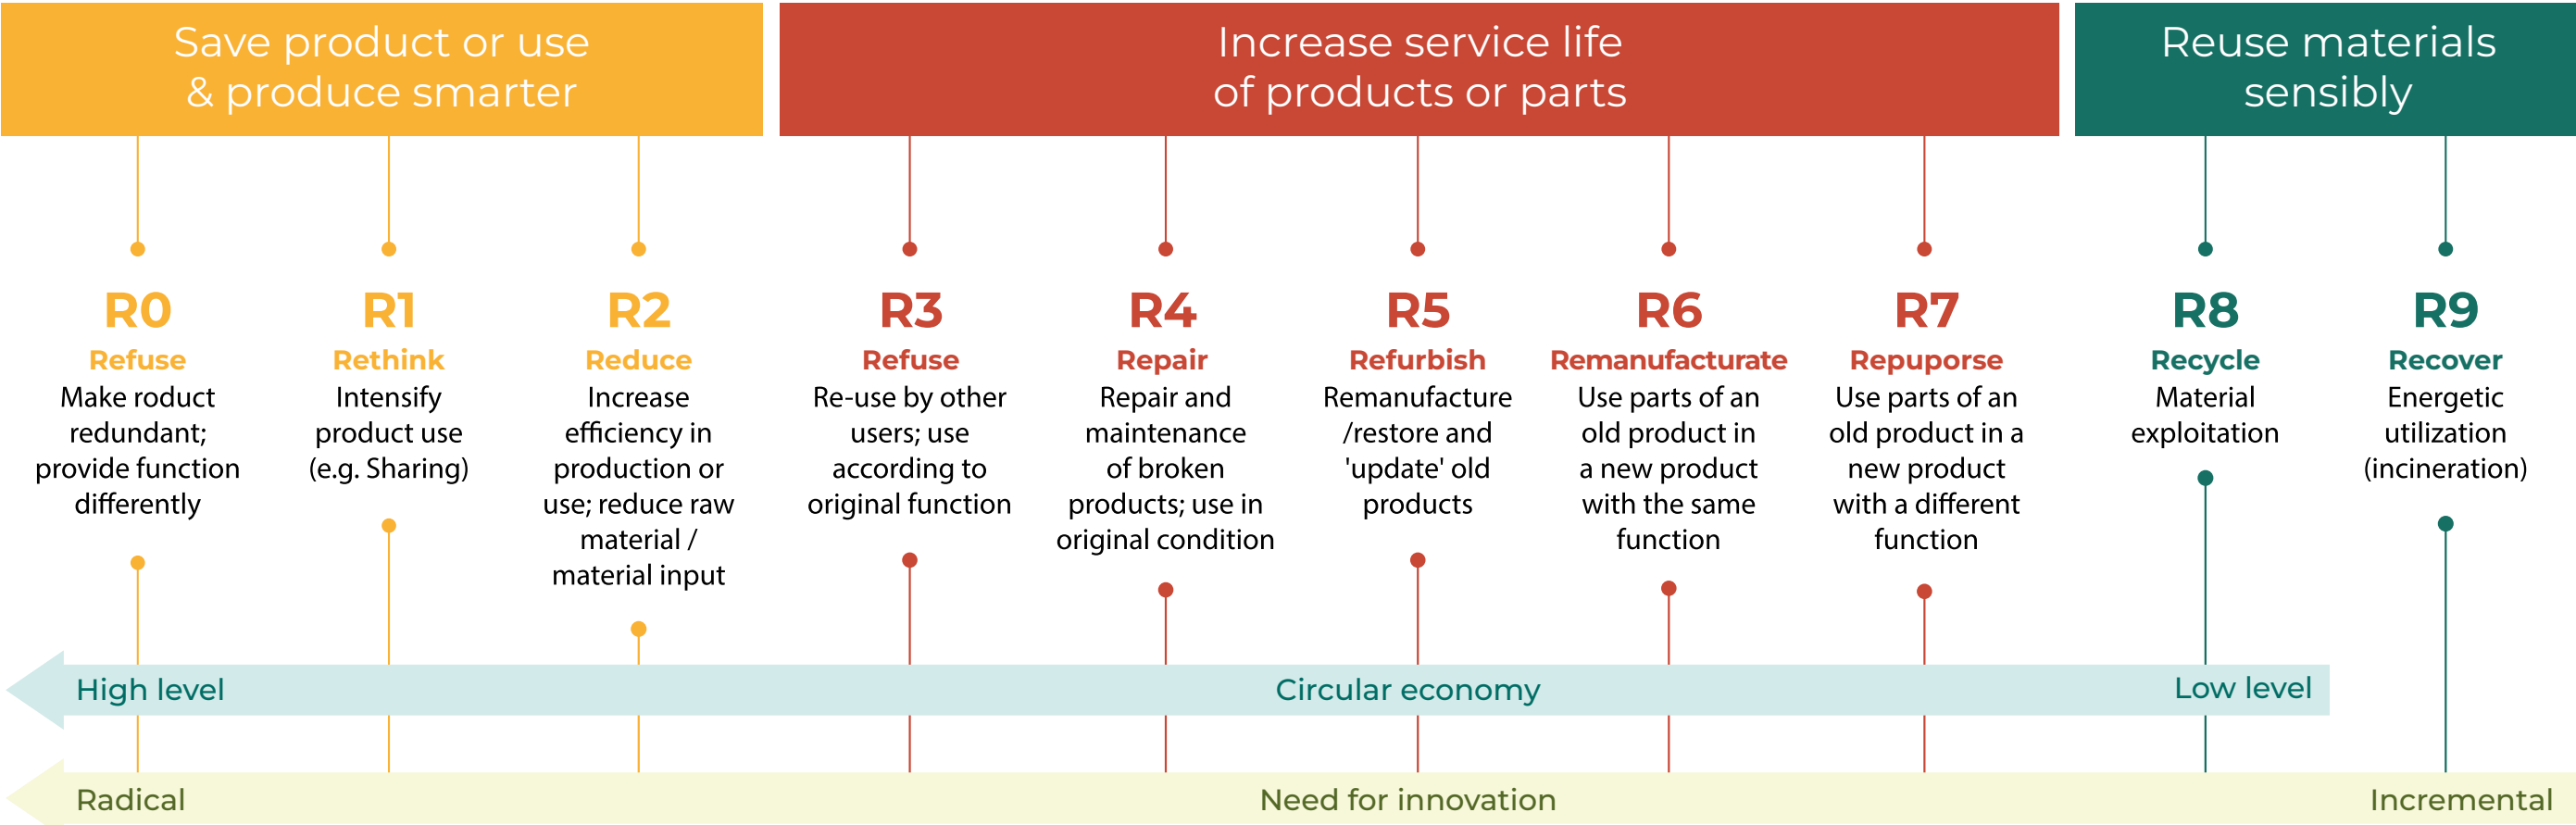 Save product or use
& produce smarter
Increase service life
of products or parts
Reuse materials
sensibly
R0
Refuse
Make roduct
redundant;
provide function
differently
R1
Rethink
Intensify
product use
(e.g. Sharing)
R2
Reduce
Increase
efficiency in
production or
use; reduce raw
material /
material input
R3
Refuse
Re-use by other
users; use
according to
original function
R4
Repair
Repair and
maintenance
of broken
products; use in
original condition
R5
Refurbish
Remanufacture
/restore and
'update' old
products
R6
Remanufacturate
Use parts of an
old product in
a new product
with the same
function
R7
Repuporse
Use parts of an
old product in a
new product
with a different
function
R8
Recycle
Material
exploitation
R9
Recover
Energetic
utilization
(incineration)
High level
Circular economy
Low level
Radical
Need for innovation
Incremental